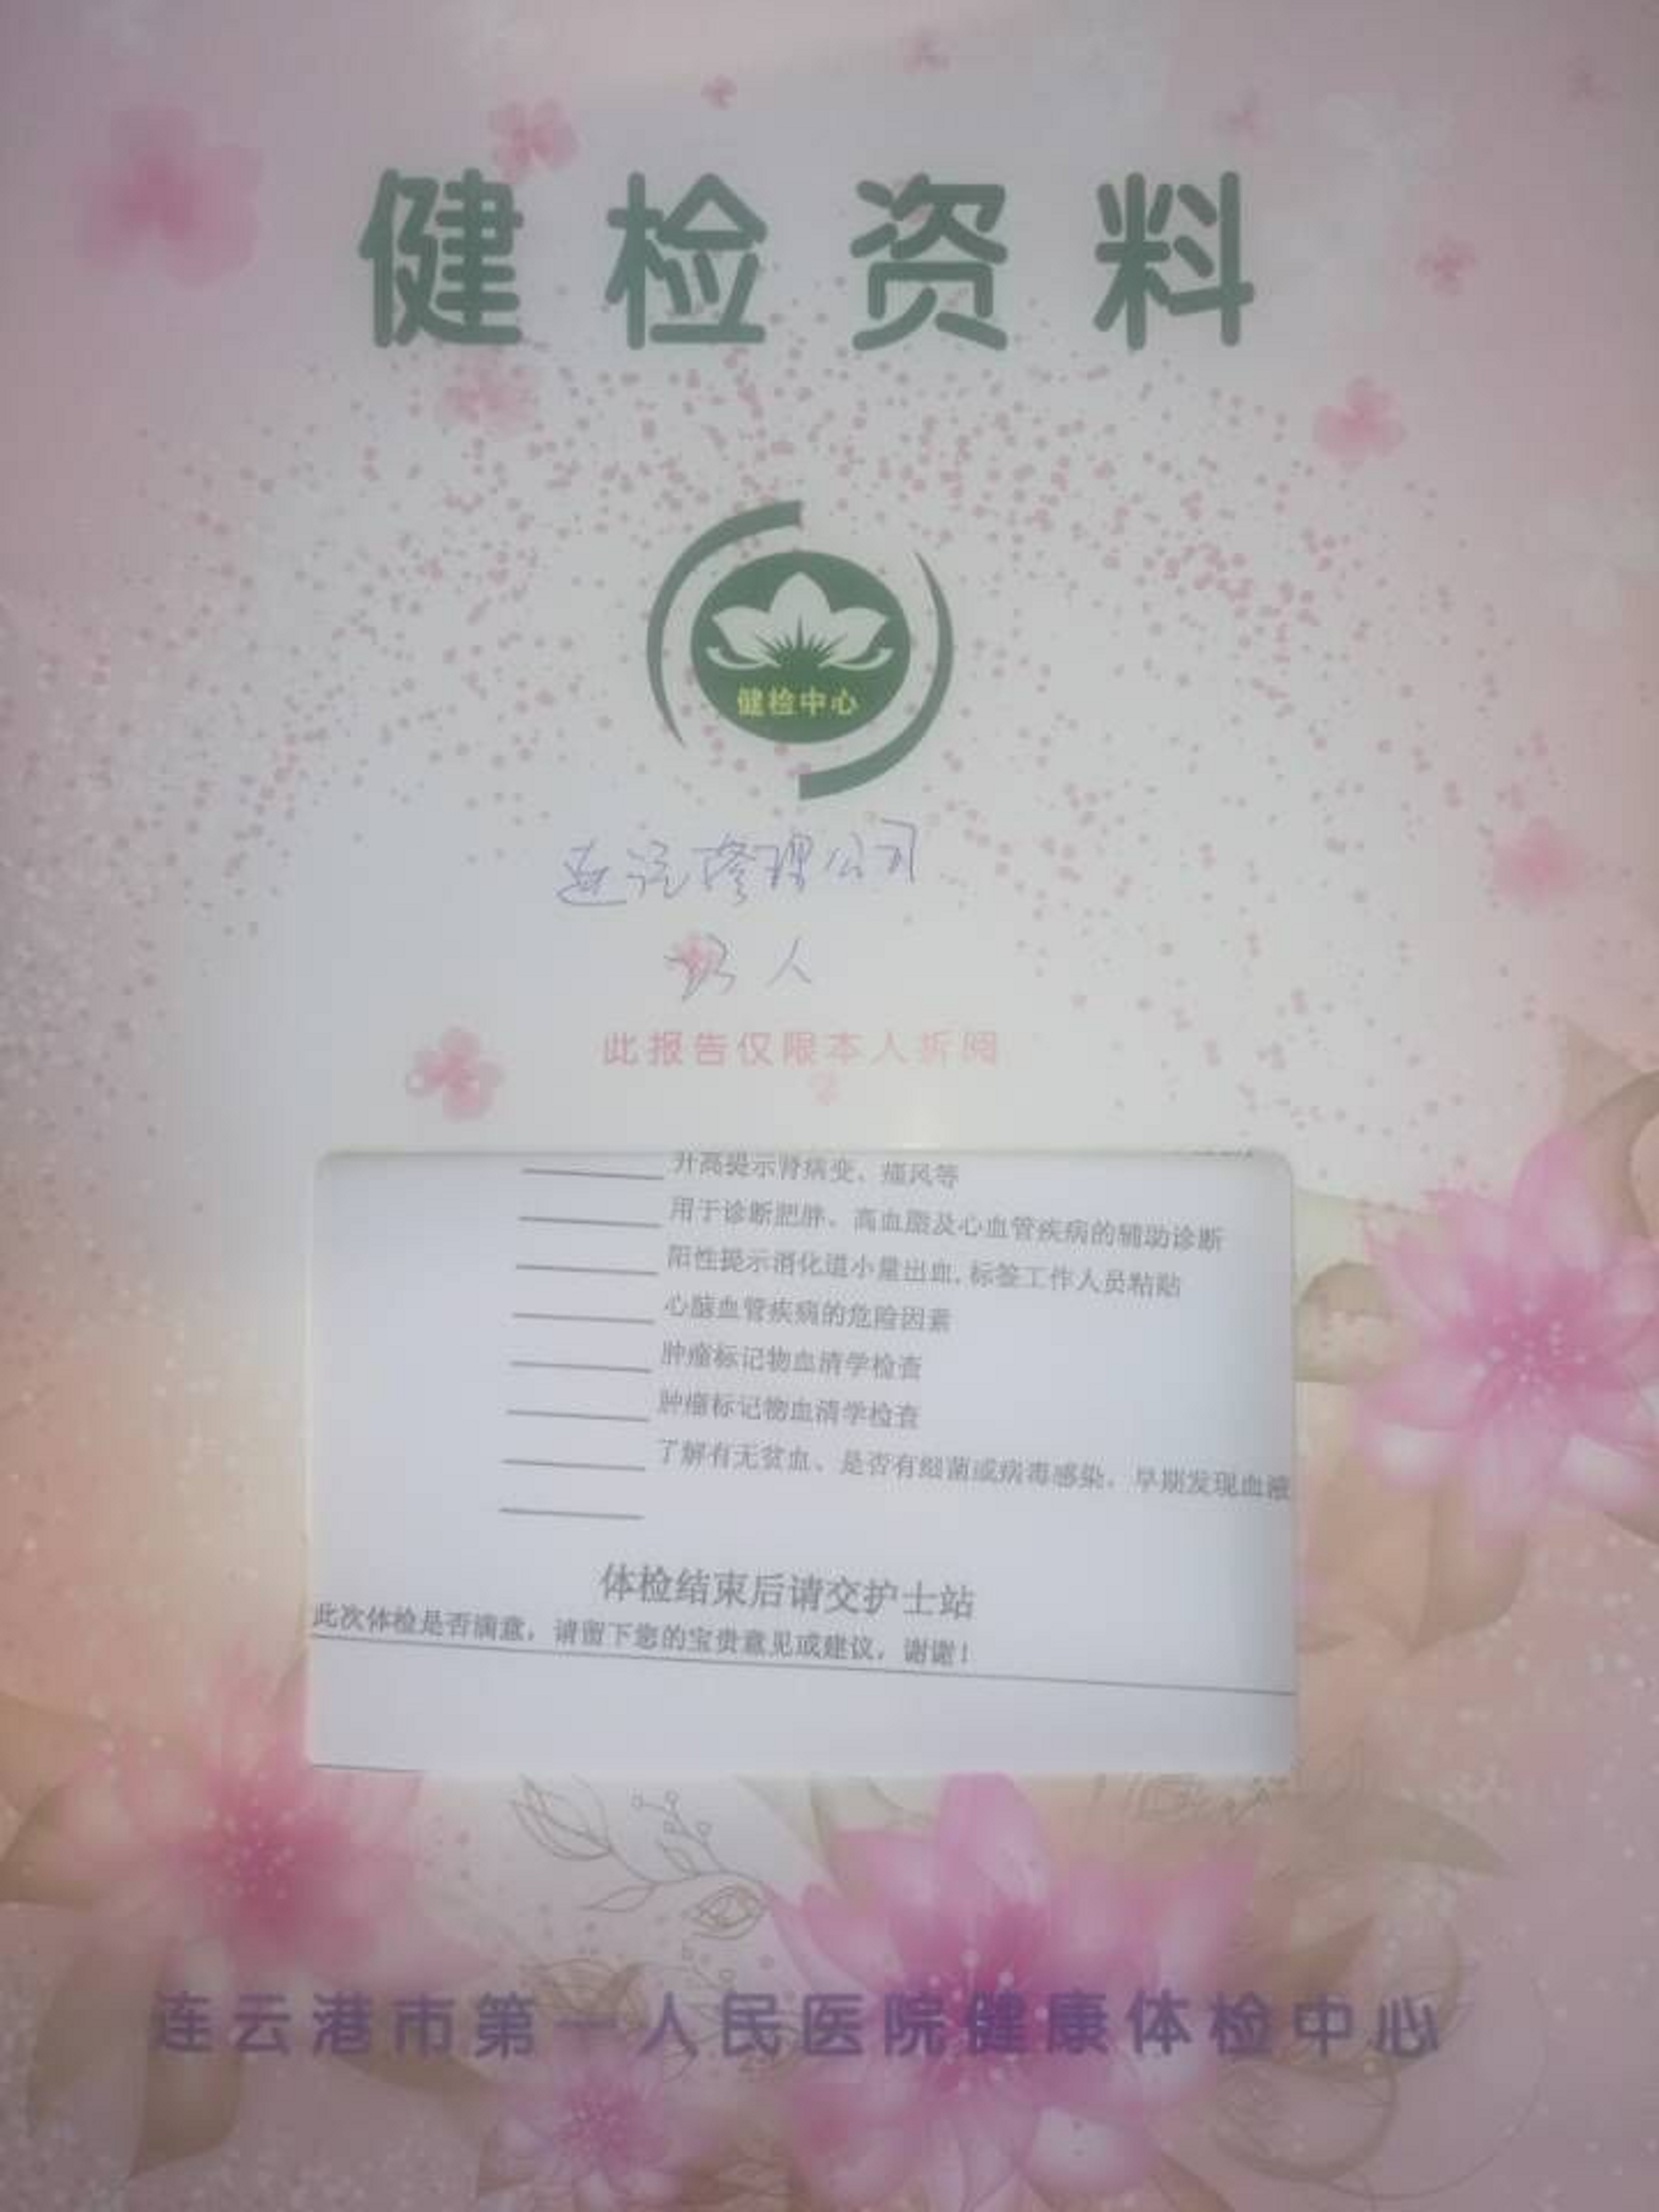 健检资料
健检中心
连汽修理公司
人
此报告仅限本人折阅
升高提示肾病变、痛风等
用于诊断肥胖、高血脂及心血管疾病的辅助诊断
阳性提示消化道小量出血,标签工作人员粘贴
心脑血管疾病的危险因素
肿瘤标记物血清学检查
肿瘤标记物血清学检查
了解有无贫血、是否有细菌或病毒感染、早期发现血液
体检结束后请交护士站
此次体检是否满意，请留下您的宝贵意见或建议，谢谢！
连云港市第一人民医院健康体检中心